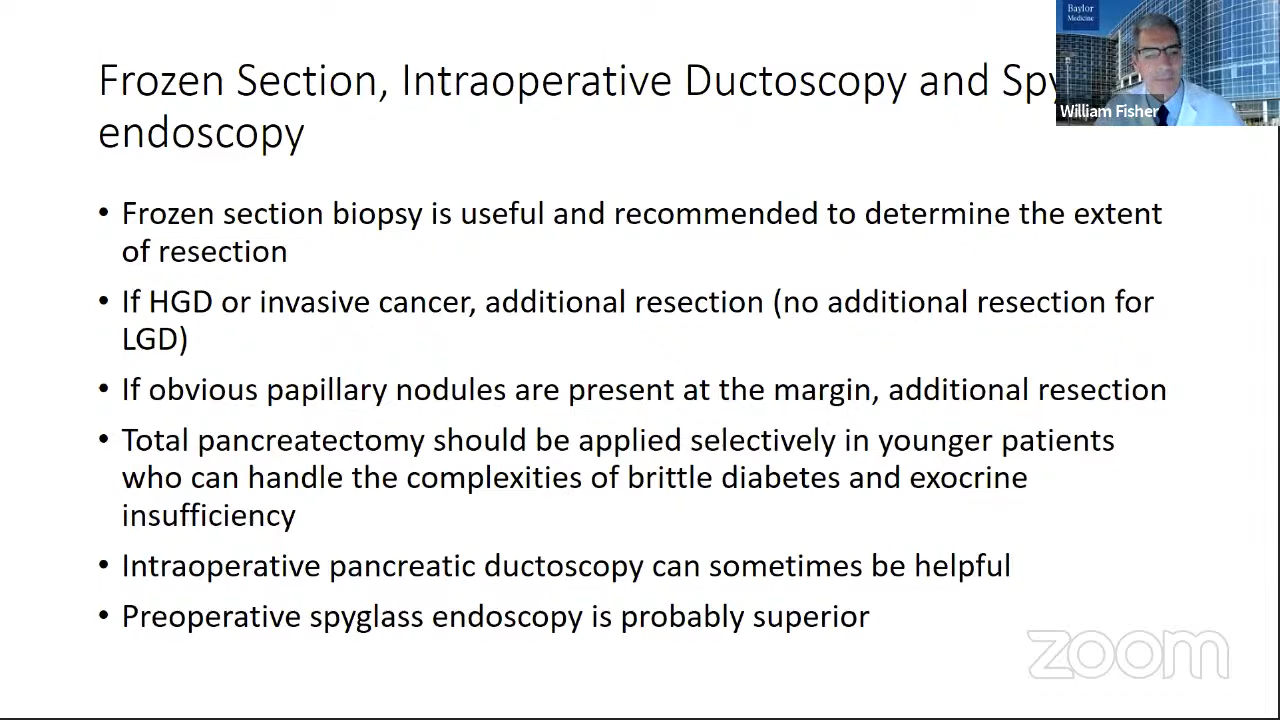 Baylor
Medicine
Frozen Section, Intraoperative Ductoscopy and Spy
endoscopy
William Fisher
• Frozen section biopsy is useful and recommended to determine the extent
of resection
• If HGD or invasive cancer, additional resection (no additional resection for
LGD)
• If obvious papillary nodules are present at the margin, additional resection
• Total pancreatectomy should be applied selectively in younger patients
who can handle the complexities of brittle diabetes and exocrine
insufficiency
• Intraoperative pancreatic ductoscopy can sometimes be helpful
• Preoperative spyglass endoscopy is probably superior
zoom